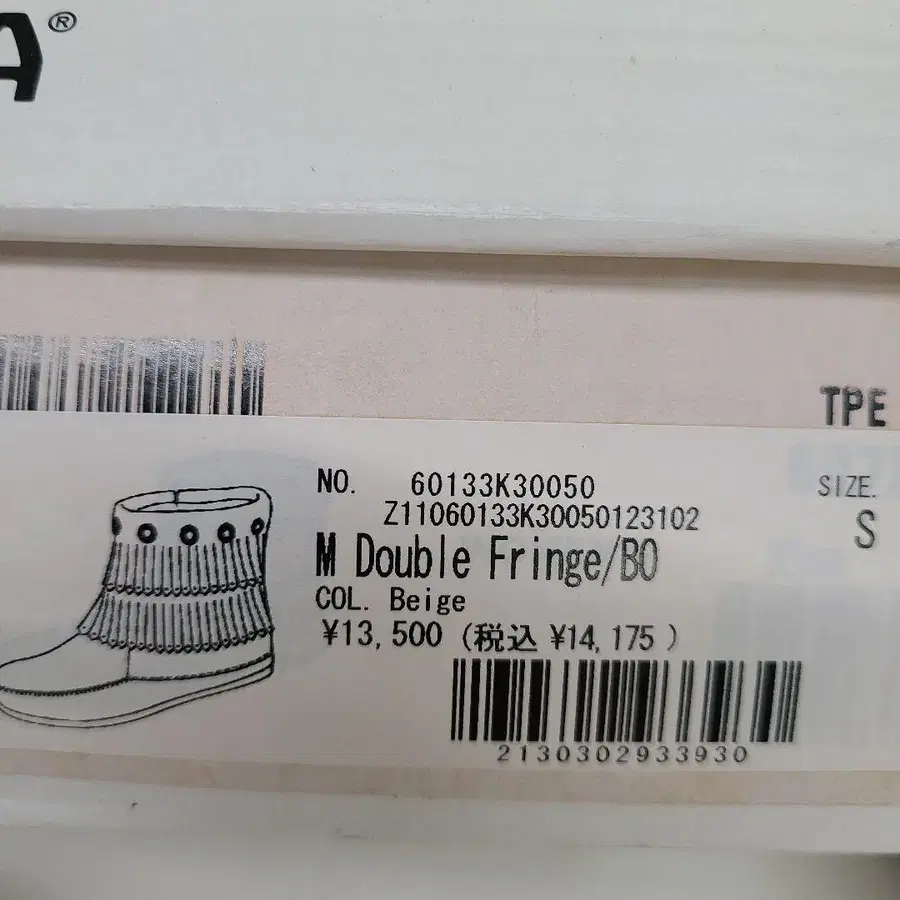 A®
TPE
NO. 60133K30050
Z11060133K30050123102
M Double Fringe/BO
COL. Beige
¥13,500 (税込 ¥14,175 )
SIZE.
S
2130302933930